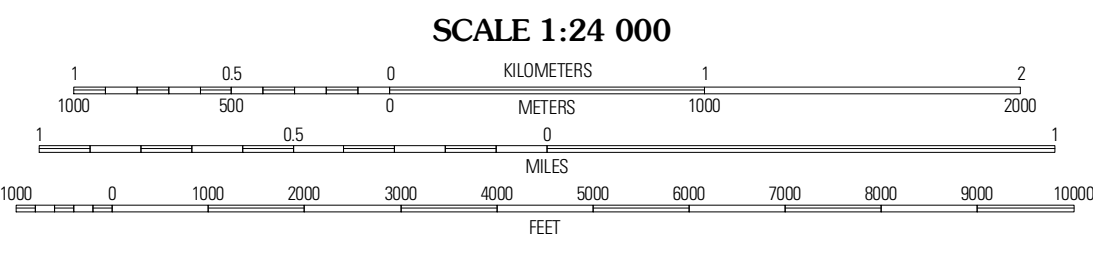 SCALE 1:24 000
1 0.5 0 KILOMETERS 1 2
1000 500 0 METERS 1000 2000
1 0.5 0 1
MILES
1000 0 1000 2000 3000 4000 5000 6000 7000 8000 9000 10000
FEET